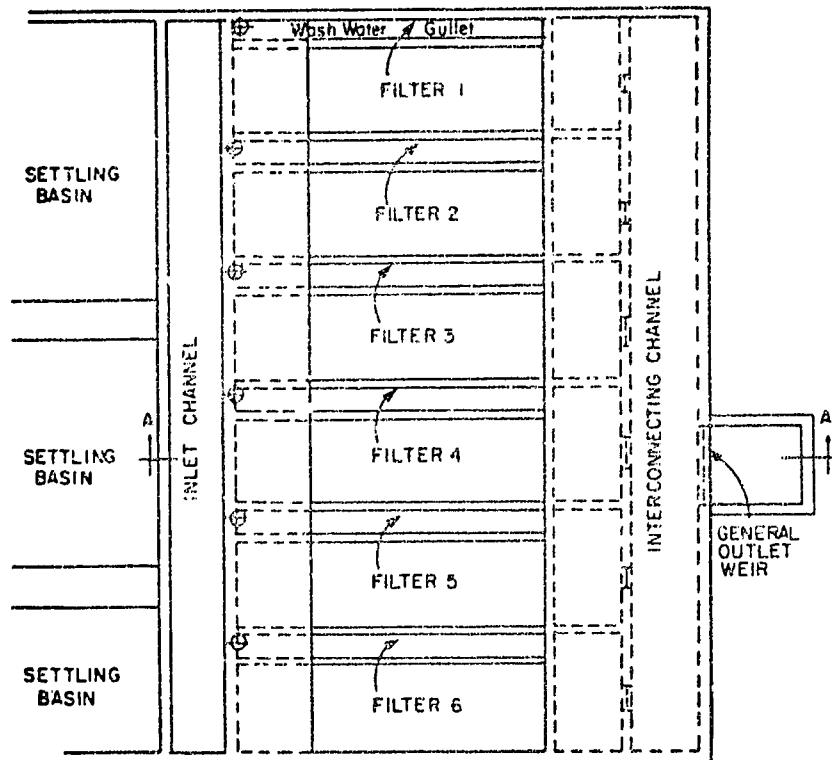 Wash Water Gullet
FILTER 1
SETTLING
BASIN
FILTER 2
FILTER 3
INLET CHANNEL
INTERCONNECTING CHANNEL
A
A
FILTER 4
SETTLING
BASIN
GENERAL
OUTLET
WEIR
FILTER 5
SETTLING
BASIN
FILTER 6